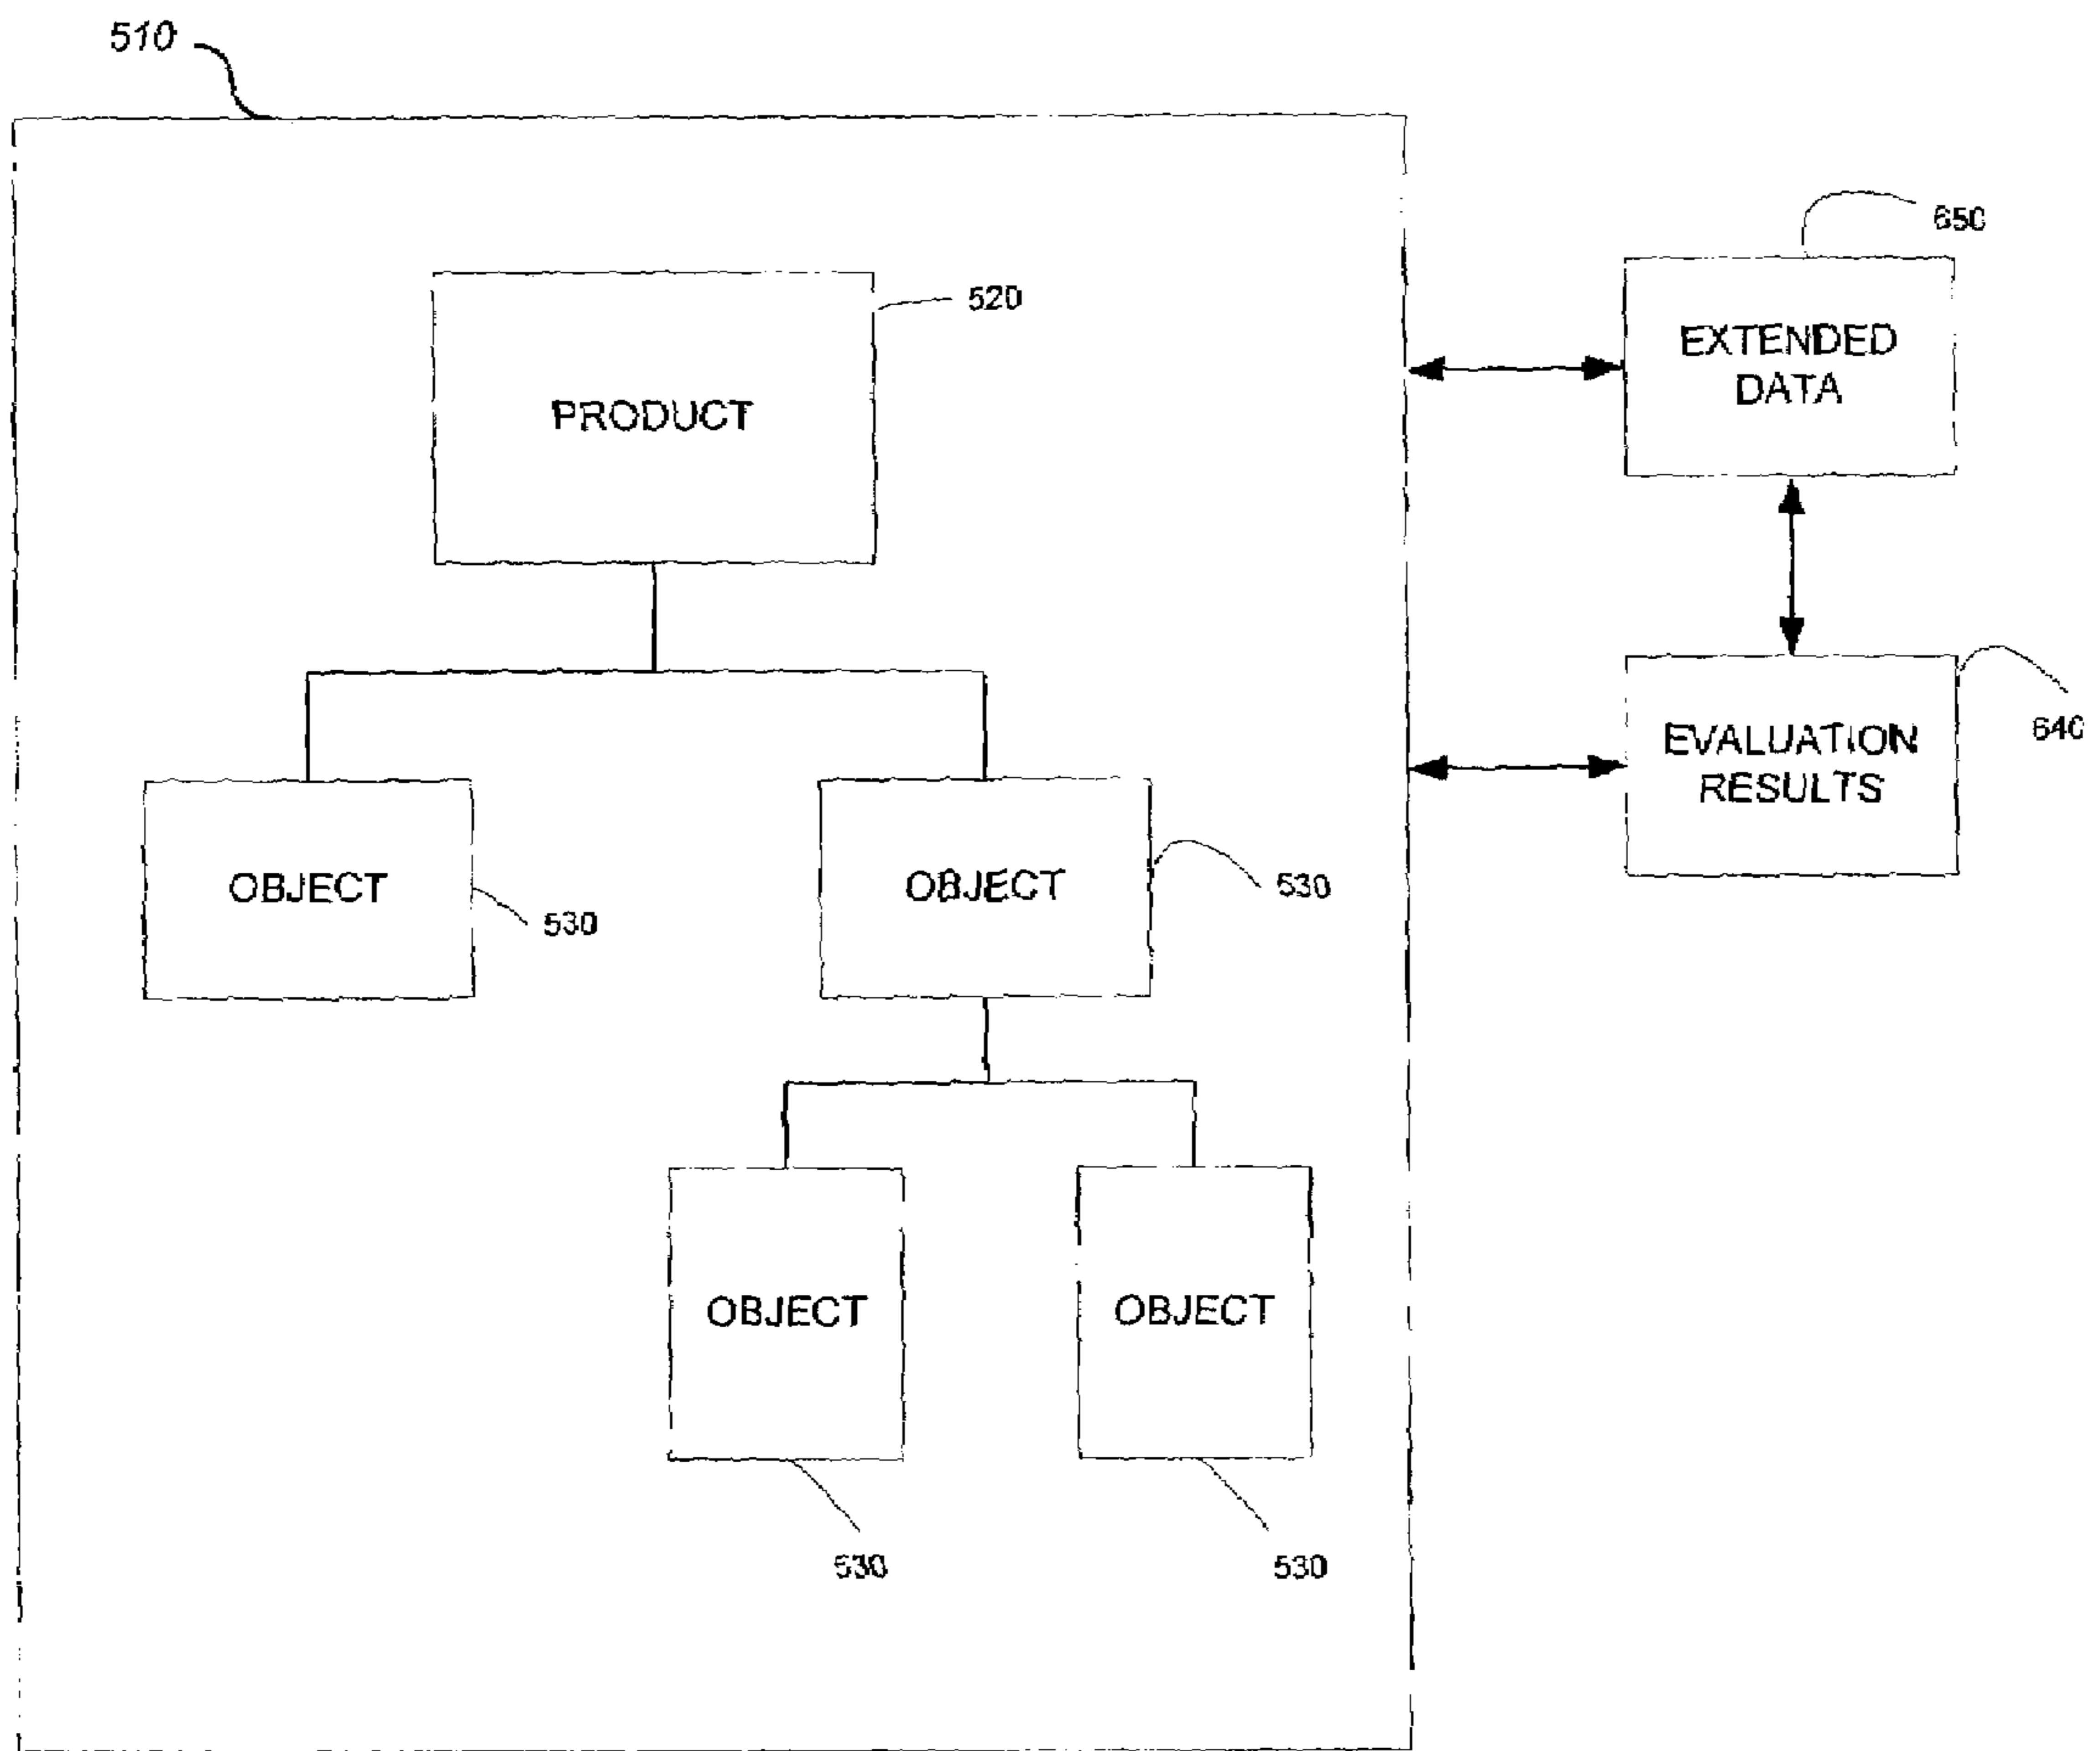 510
650
520
EXTENDED
DATA
PRODUCT
640
EVALUATION
RESULTS
OBJECT
530
OBJECT
530
OBJECT
OBJECT
530
530